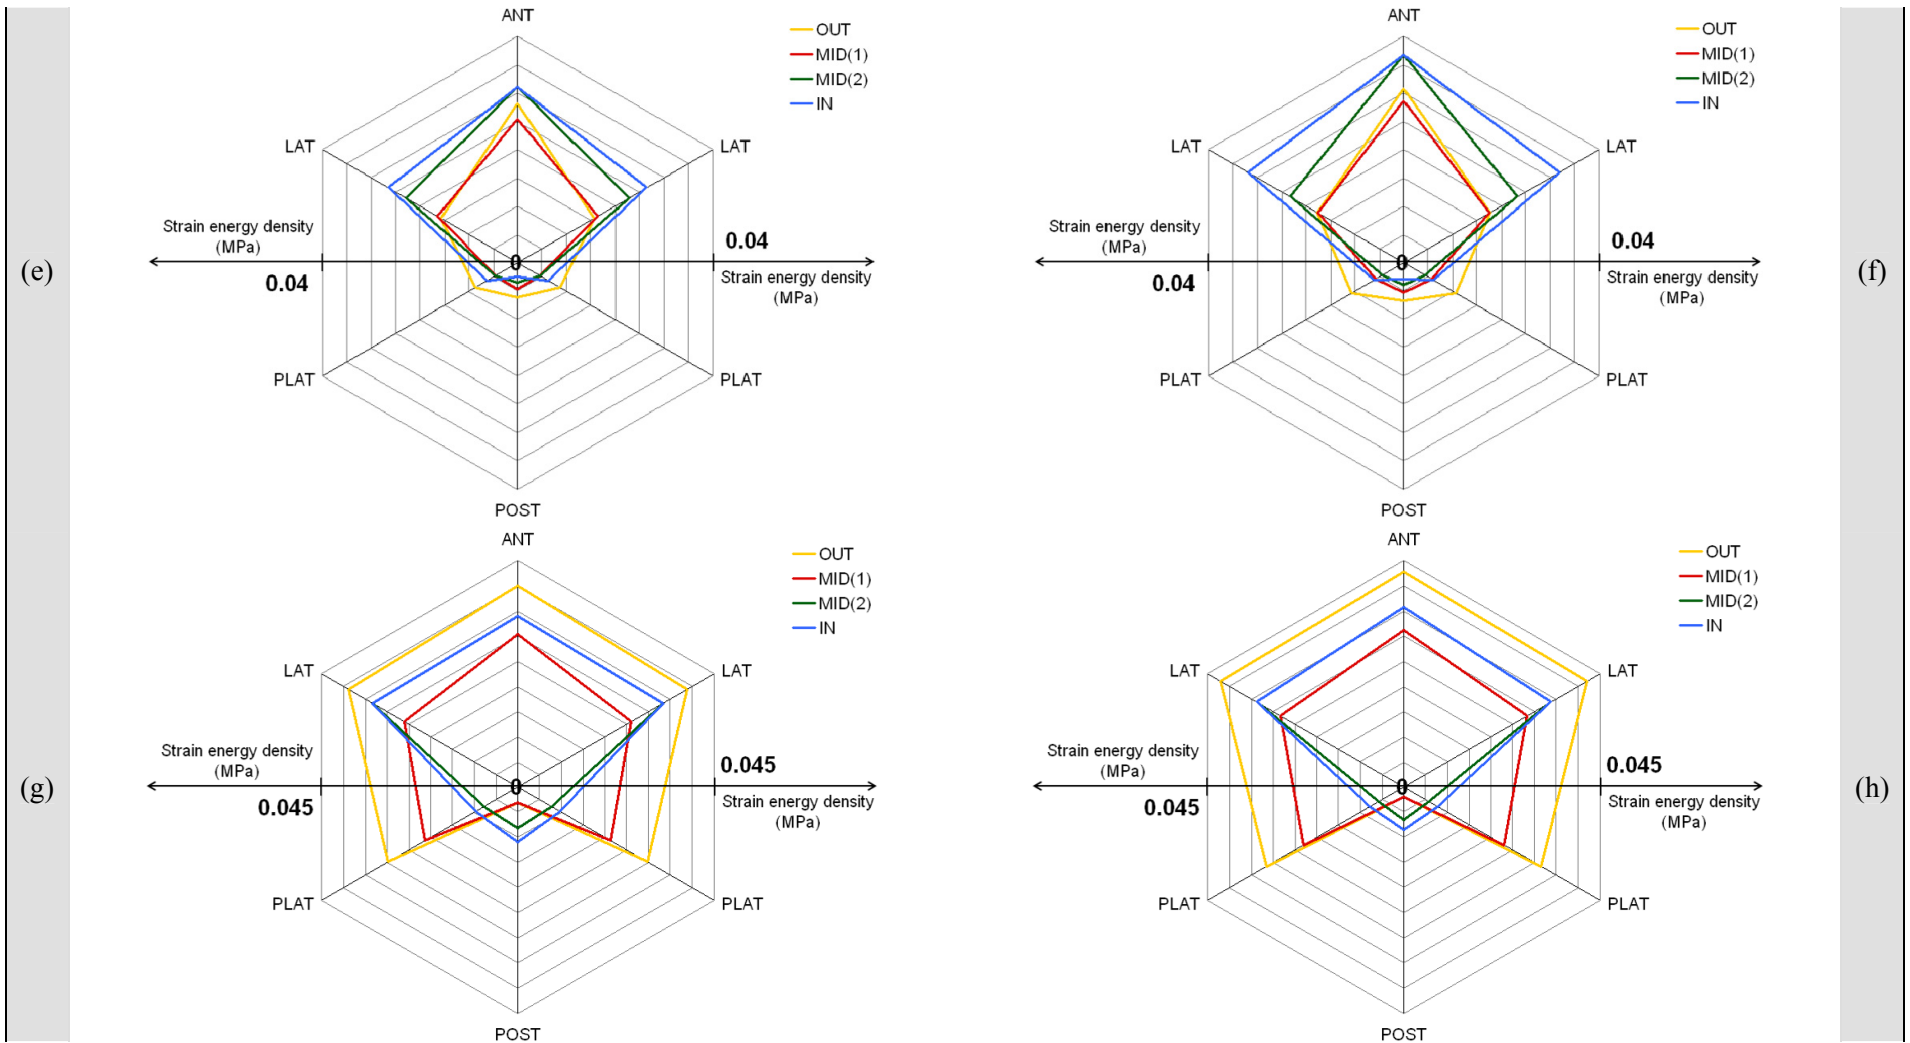 ANT
OUT
MID(1)
MID(2)
IN
LAT
LAT
Strain energy density
(MPa)
0.04
0
0.04
Strain energy density
(MPa)
PLAT
PLAT
POST
(e)
ANT
OUT
MID(1)
MID(2)
IN
LAT
LAT
Strain energy density
(MPa)
0.04
0
0.04
Strain energy density
(MPa)
PLAT
PLAT
POST
(f)
ANT
OUT
MID(1)
MID(2)
IN
LAT
LAT
Strain energy density
(MPa)
0.045
0
0.045
Strain energy density
(MPa)
PLAT
PLAT
POST
(g)
ANT
OUT
MID(1)
MID(2)
IN
LAT
LAT
Strain energy density
(MPa)
0.045
0
0.045
Strain energy density
(MPa)
PLAT
PLAT
POST
(h)